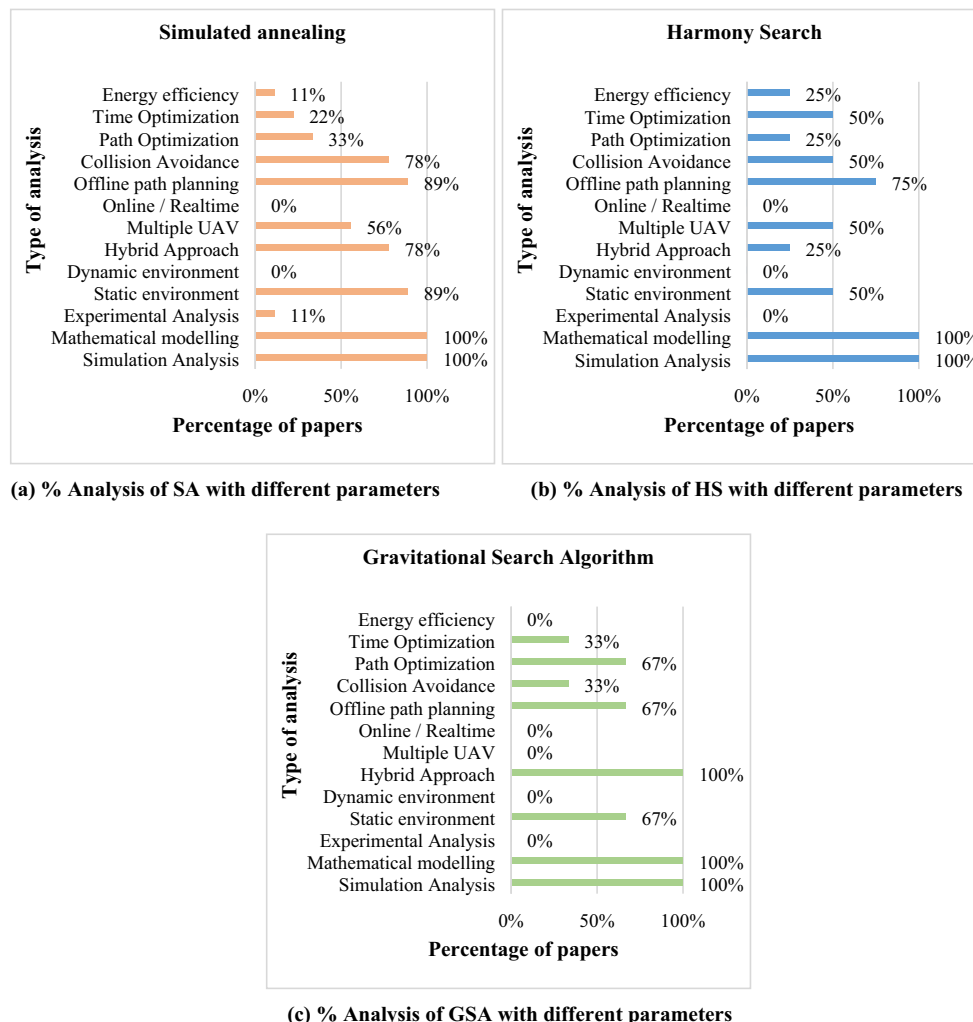 Simulated annealing
Type of analysis
Energy efficiency 11%
Time Optimization 22%
Path Optimization 33%
Collision Avoidance 78%
Offline path planning 89%
Online / Realtime 0%
Multiple UAV 56%
Hybrid Approach 78%
Dynamic environment 0%
Static environment 89%
Experimental Analysis 11%
Mathematical modelling 100%
Simulation Analysis 100%
0% 50% 100%
Percentage of papers
(a) % Analysis of SA with different parameters
Harmony Search
Type of analysis
Energy efficiency 25%
Time Optimization 50%
Path Optimization 25%
Collision Avoidance 50%
Offline path planning 75%
Online / Realtime 0%
Multiple UAV 50%
Hybrid Approach 25%
Dynamic environment 0%
Static environment 50%
Experimental Analysis 0%
Mathematical modelling 100%
Simulation Analysis 100%
0% 50% 100%
Percentage of papers
(b) % Analysis of HS with different parameters
Gravitational Search Algorithm
Type of analysis
Energy efficiency 0%
Time Optimization 33%
Path Optimization 67%
Collision Avoidance 33%
Offline path planning 67%
Online / Realtime 0%
Multiple UAV 0%
Hybrid Approach 100%
Dynamic environment 0%
Static environment 67%
Experimental Analysis 0%
Mathematical modelling 100%
Simulation Analysis 100%
0% 50% 100%
Percentage of papers
(c) % Analysis of GSA with different parameters